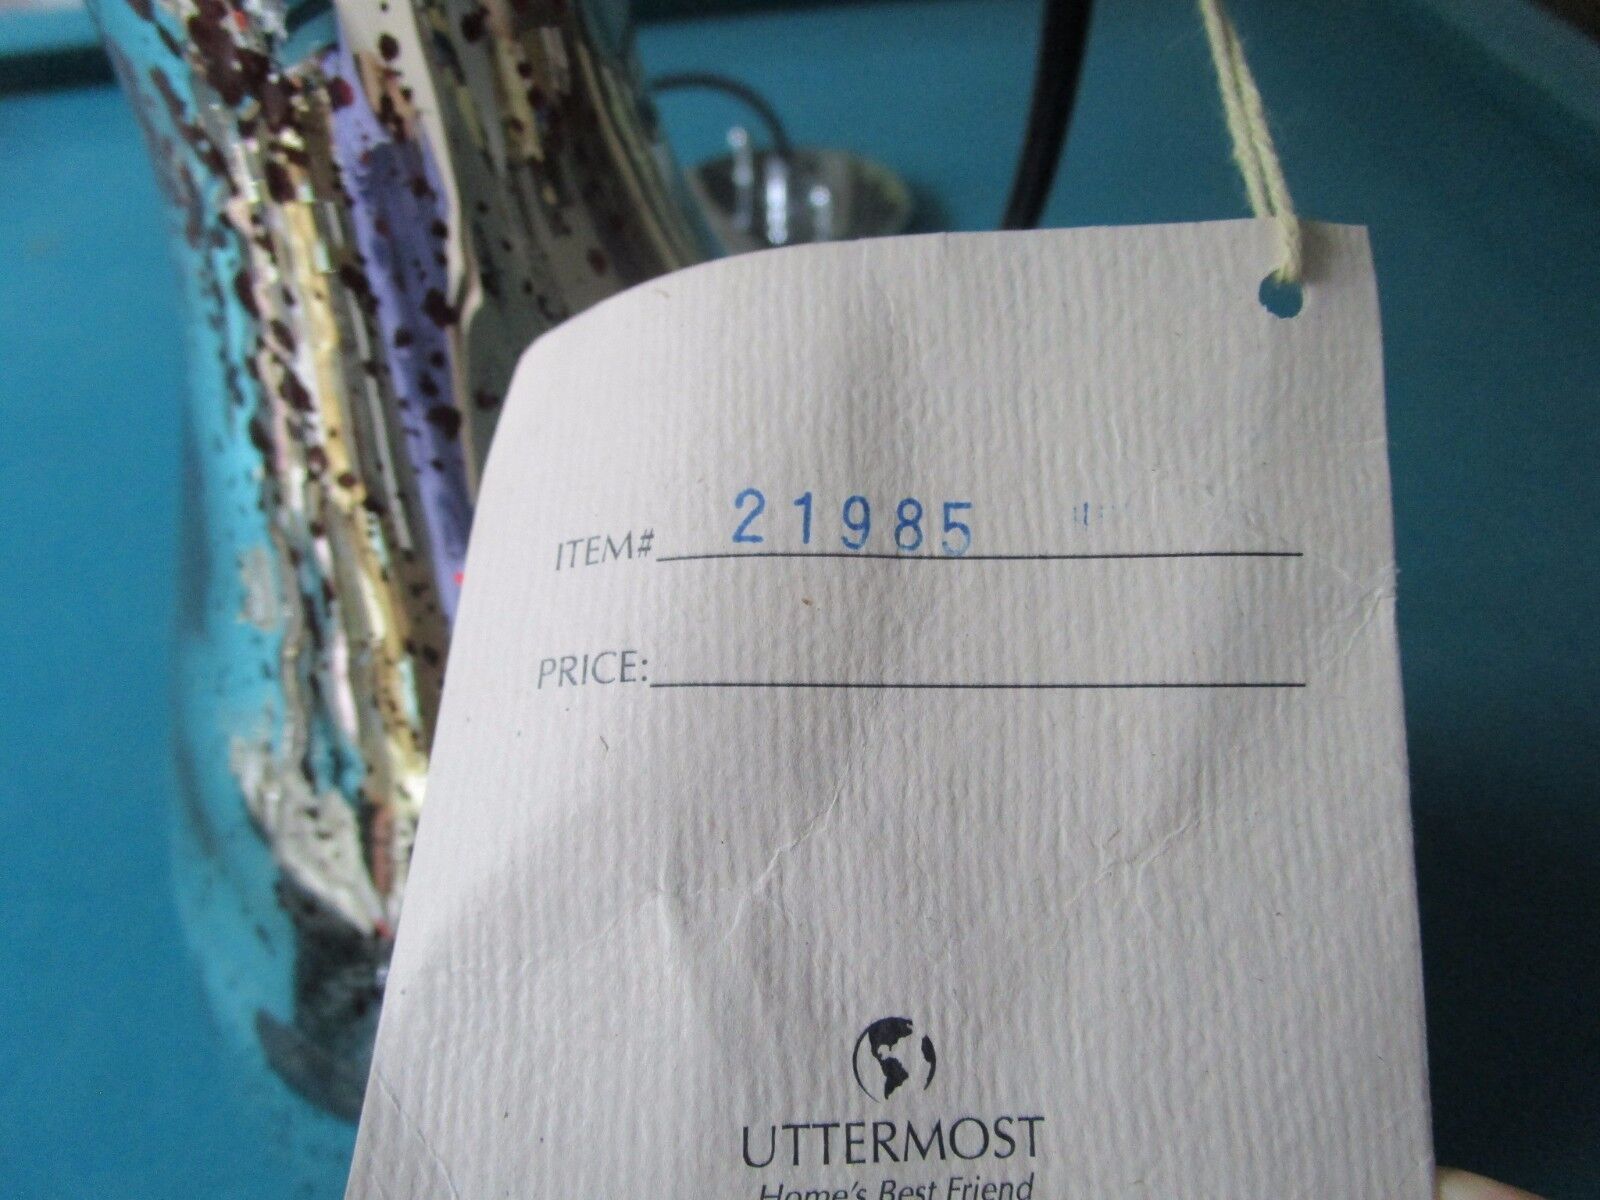 ITEM# 21985
PRICE:
UTTERMOST
Home's Best Friend